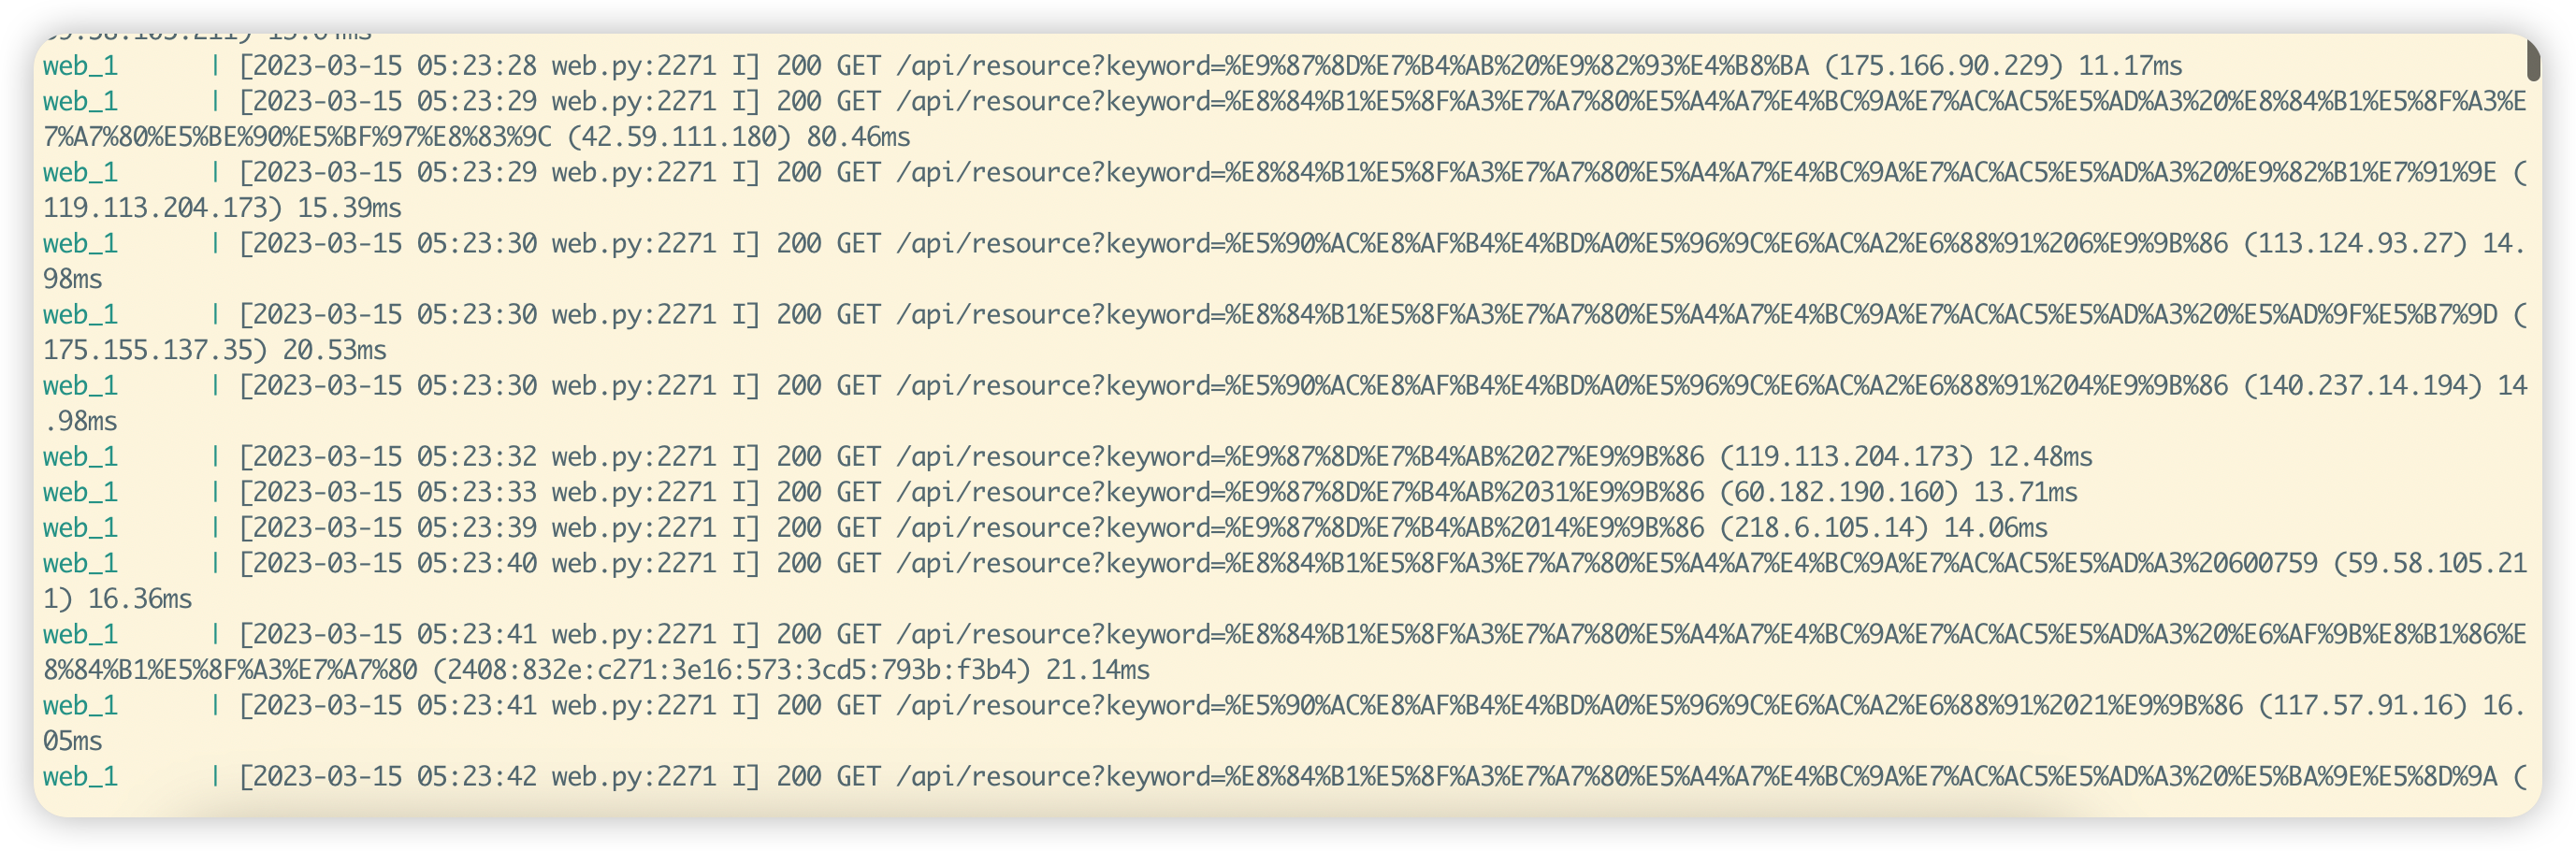 web_1 | [2023-03-15 05:23:28 web.py:2271 I] 200 GET /api/resource?keyword=%E9%87%8D%E7%B4%AB%20%E9%82%93%E4%B8%BA (175.166.90.229) 11.17ms
web_1 | [2023-03-15 05:23:29 web.py:2271 I] 200 GET /api/resource?keyword=%E8%84%B1%E5%8F%A3%E7%A7%80%E5%A4%A7%E4%BC%9A%E7%AC%AC5%E5%AD%A3%20%E8%84%B1%E5%8F%A3%E
7%A7%80%E5%BE%90%E5%BF%97%E8%83%9C (42.59.111.180) 80.46ms
web_1 | [2023-03-15 05:23:29 web.py:2271 I] 200 GET /api/resource?keyword=%E8%84%B1%E5%8F%A3%E7%A7%80%E5%A4%A7%E4%BC%9A%E7%AC%AC5%E5%AD%A3%20%E9%82%B1%E7%91%9E (
119.113.204.173) 15.39ms
web_1 | [2023-03-15 05:23:30 web.py:2271 I] 200 GET /api/resource?keyword=%E5%90%AC%E8%AF%B4%E4%BD%A0%E5%96%9C%E6%AC%A2%E6%88%91%206%E9%9B%86 (113.124.93.27) 14.
98ms
web_1 | [2023-03-15 05:23:30 web.py:2271 I] 200 GET /api/resource?keyword=%E8%84%B1%E5%8F%A3%E7%A7%80%E5%A4%A7%E4%BC%9A%E7%AC%AC5%E5%AD%A3%20%E5%AD%9F%E5%B7%9D (
175.155.137.35) 20.53ms
web_1 | [2023-03-15 05:23:30 web.py:2271 I] 200 GET /api/resource?keyword=%E5%90%AC%E8%AF%B4%E4%BD%A0%E5%96%9C%E6%AC%A2%E6%88%91%204%E9%9B%86 (140.237.14.194) 14
.98ms
web_1 | [2023-03-15 05:23:32 web.py:2271 I] 200 GET /api/resource?keyword=%E9%87%8D%E7%B4%AB%2027%E9%9B%86 (119.113.204.173) 12.48ms
web_1 | [2023-03-15 05:23:33 web.py:2271 I] 200 GET /api/resource?keyword=%E9%87%8D%E7%B4%AB%2031%E9%9B%86 (60.182.190.160) 13.71ms
web_1 | [2023-03-15 05:23:39 web.py:2271 I] 200 GET /api/resource?keyword=%E9%87%8D%E7%B4%AB%2014%E9%9B%86 (218.6.105.14) 14.06ms
web_1 | [2023-03-15 05:23:40 web.py:2271 I] 200 GET /api/resource?keyword=%E8%84%B1%E5%8F%A3%E7%A7%80%E5%A4%A7%E4%BC%9A%E7%AC%AC5%E5%AD%A3%20600759 (59.58.105.21
1) 16.36ms
web_1 | [2023-03-15 05:23:41 web.py:2271 I] 200 GET /api/resource?keyword=%E8%84%B1%E5%8F%A3%E7%A7%80%E5%A4%A7%E4%BC%9A%E7%AC%AC5%E5%AD%A3%20%E6%AF%9B%E8%B1%86%E
8%84%B1%E5%8F%A3%E7%A7%80 (2408:832e:c271:3e16:573:3cd5:793b:f3b4) 21.14ms
web_1 | [2023-03-15 05:23:41 web.py:2271 I] 200 GET /api/resource?keyword=%E5%90%AC%E8%AF%B4%E4%BD%A0%E5%96%9C%E6%AC%A2%E6%88%91%2021%E9%9B%86 (117.57.91.16) 16.
05ms
web_1 | [2023-03-15 05:23:42 web.py:2271 I] 200 GET /api/resource?keyword=%E8%84%B1%E5%8F%A3%E7%A7%80%E5%A4%A7%E4%BC%9A%E7%AC%AC5%E5%AD%A3%20%E5%BA%9E%E5%8D%9A (